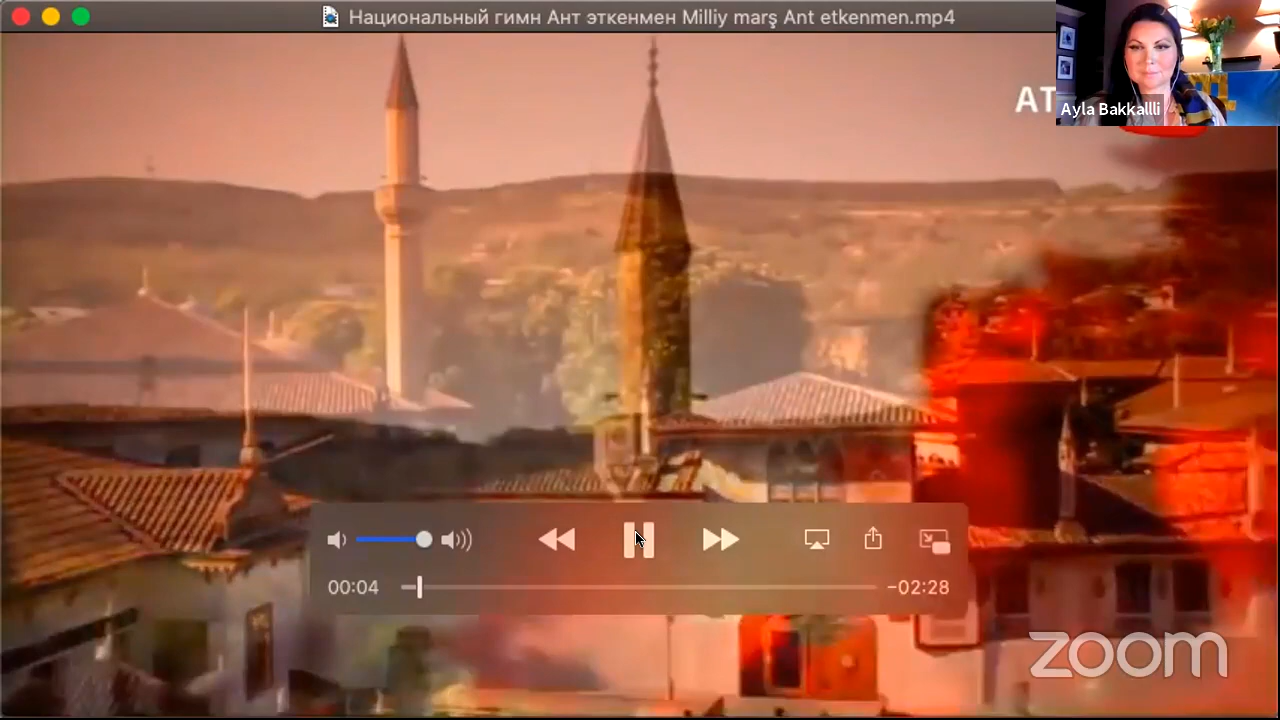 Национальный гимн Ант эткенмен Milliy marş Ant etkenmen.mp4
AT
Ayla Bakkallli
00:04
−02:28
zoom